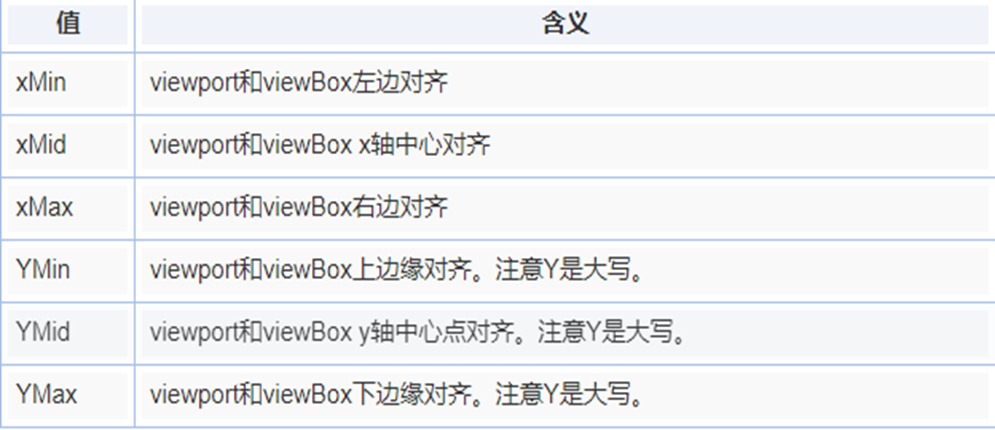 值 含义
xMin viewport和viewBox左边对齐
xMid viewport和viewBox x轴中心对齐
xMax viewport和viewBox右边对齐
YMin viewport和viewBox上边缘对齐。注意Y是大写。
YMid viewport和viewBox y轴中心点对齐。注意Y是大写。
YMax viewport和viewBox下边缘对齐。注意Y是大写。